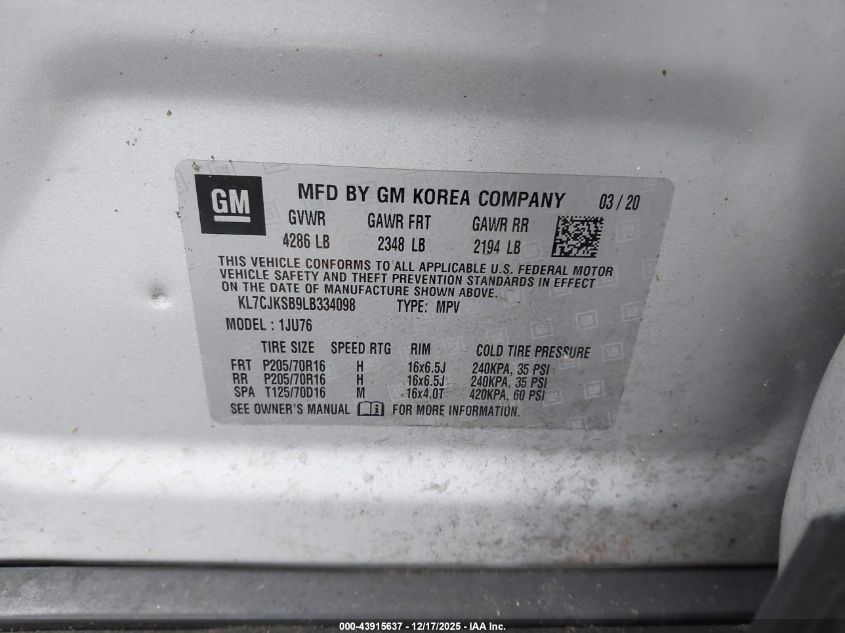 GM
MFD BY GM KOREA COMPANY 03 / 20
GVWR GAWR FRT GAWR RR
4286 LB 2348 LB 2194 LB
THIS VEHICLE CONFORMS TO ALL APPLICABLE U.S. FEDERAL MOTOR
VEHICLE SAFETY AND THEFT PREVENTION STANDARDS IN EFFECT
ON THE DATE OF MANUFACTURE SHOWN ABOVE.
KL7CJKSB9LB334098 TYPE: MPV
MODEL : 1JU76
TIRE SIZE SPEED RTG RIM COLD TIRE PRESSURE
FRT P205/70R16 H 16x6.5J 240KPA, 35 PSI
RR P205/70R16 H 16x6.5J 240KPA, 35 PSI
SPA T125/70D16 M 16x4.0T 420KPA, 60 PSI
SEE OWNER'S MANUAL FOR MORE INFORMATION.
000-43915637 - 12/17/2025 - IAA Inc.